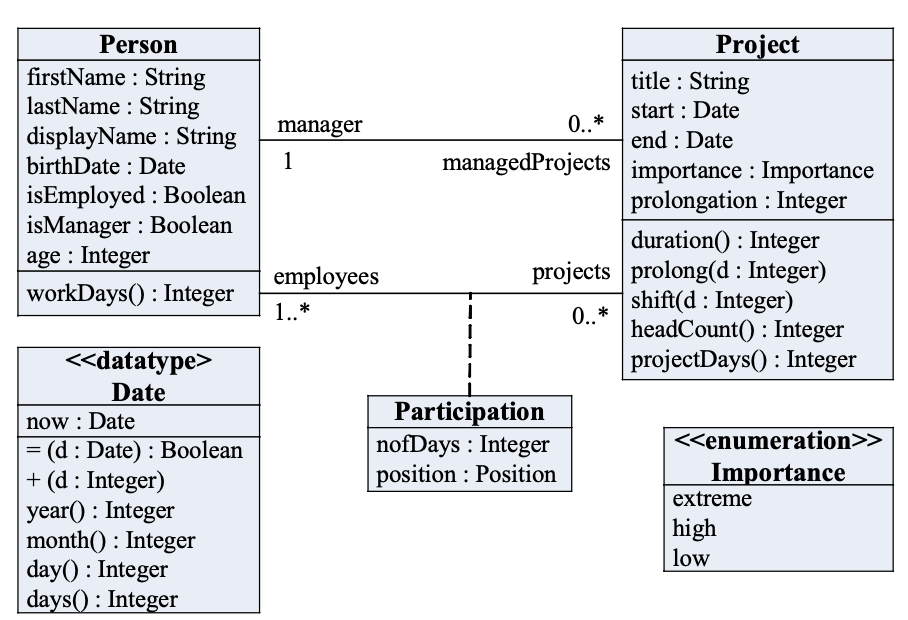 Person
firstName : String
lastName : String
displayName : String
birthDate : Date
isEmployed : Boolean
isManager : Boolean
age : Integer
workDays() : Integer
manager
1
0..*
managedProjects
employees
1..*
projects
0..*
Project
title : String
start : Date
end : Date
importance : Importance
prolongation : Integer
duration() : Integer
prolong(d : Integer)
shift(d : Integer)
headCount() : Integer
projectDays() : Integer
<<datatype>
Date
now : Date
= (d : Date) : Boolean
+ (d : Integer)
year() : Integer
month() : Integer
day() : Integer
days() : Integer
Participation
nofDays : Integer
position : Position
<<enumeration>>
Importance
extreme
high
low